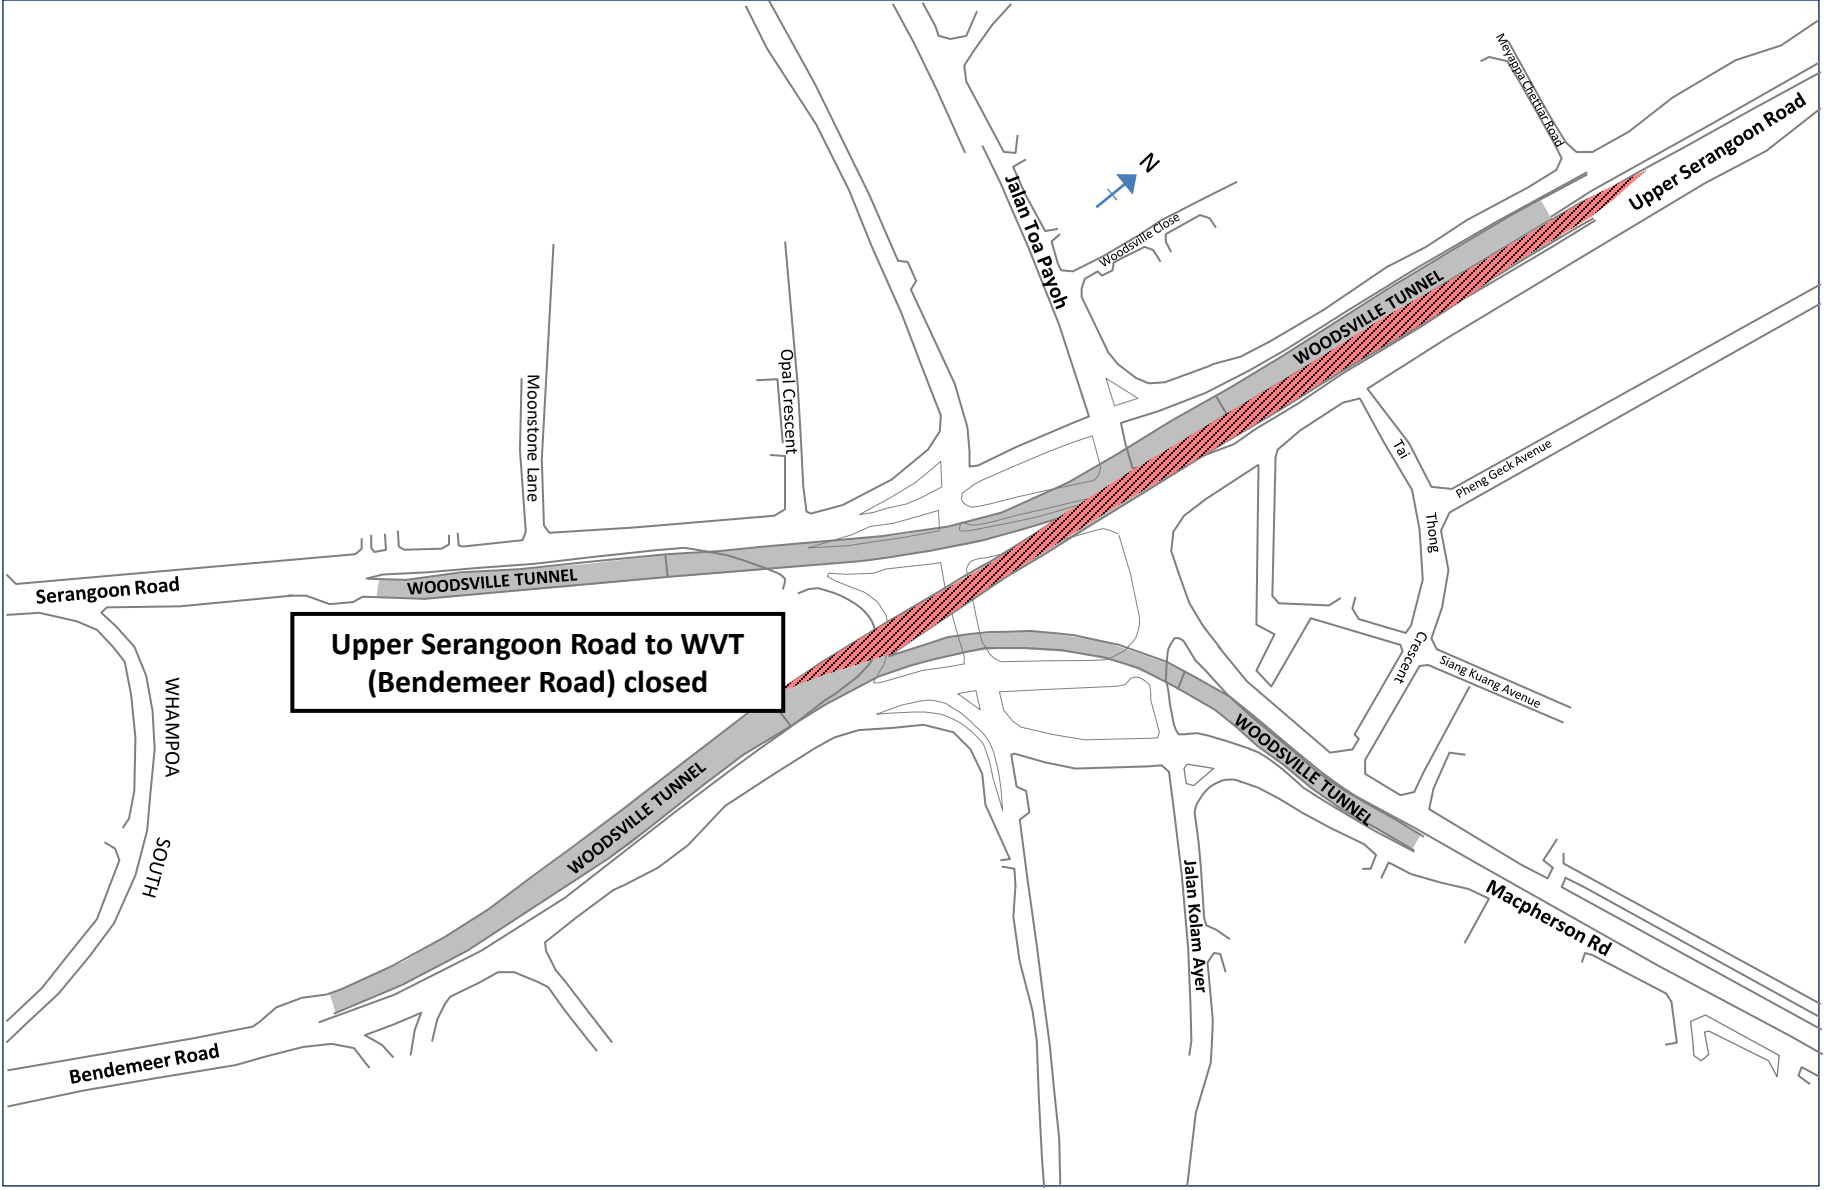 Meyappa Chettiar Road
Upper Serangoon Road
N
Jalan Toa Payoh
Woodsville Close
WOODSVILLE TUNNEL
Opal Crescent
Moonstone Lane
Tai
Thong
Crescent
Pheng Geck Avenue
Serangoon Road
WOODSVILLE TUNNEL
Upper Serangoon Road to WVT
(Bendemeer Road) closed
Siang Kuang Avenue
WHAMPOA
SOUTH
WOODSVILLE TUNNEL
WOODSVILLE TUNNEL
Jalan Kolam Ayer
Macpherson Rd
Bendemeer Road